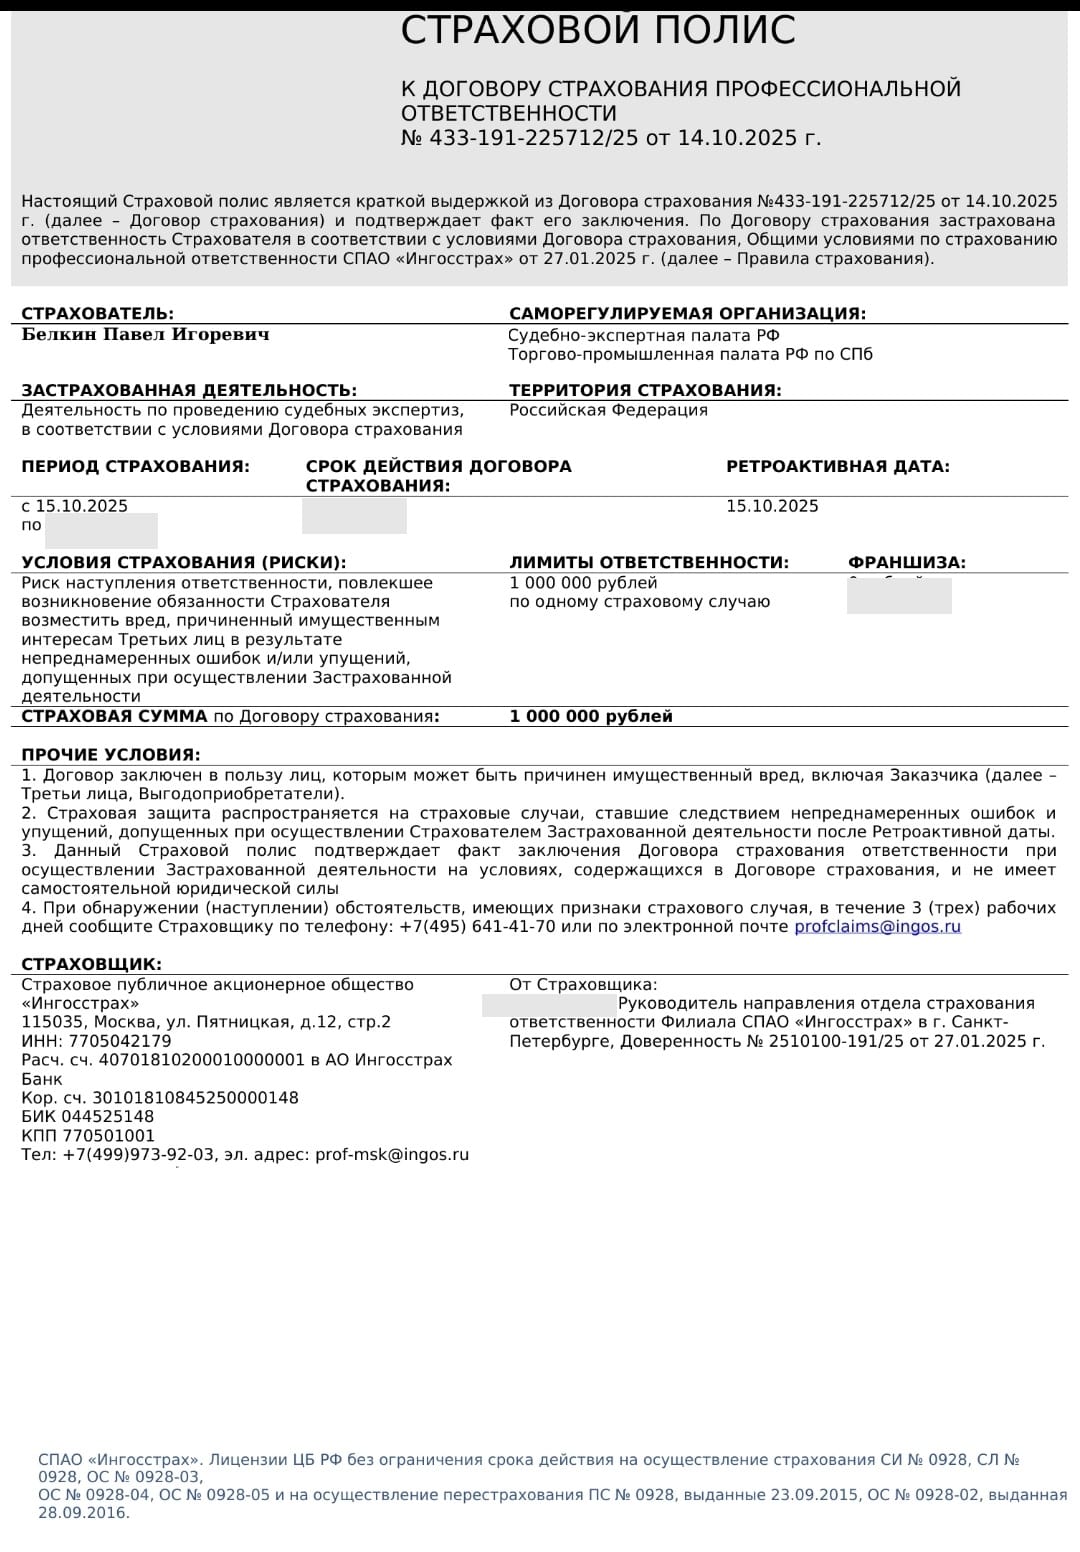 СТРАХОВОЙ ПОЛИС
К ДОГОВОРУ СТРАХОВАНИЯ ПРОФЕССИОНАЛЬНОЙ
ОТВЕТСТВЕННОСТИ
№ 433-191-225712/25 от 14.10.2025 г.
Настоящий Страховой полис является краткой выдержкой из Договора страхования №433-191-225712/25 от 14.10.2025
г. (далее – Договор страхования) и подтверждает факт его заключения. По Договору страхования застрахована
ответственность Страхователя в соответствии с условиями Договора страхования, Общими условиями по страхованию
профессиональной ответственности СПАО «Ингосстрах» от 27.01.2025 г. (далее – Правила страхования).
СТРАХОВАТЕЛЬ:
Белкин Павел Игоревич
САМОРЕГУЛИРУЕМАЯ ОРГАНИЗАЦИЯ:
Судебно-экспертная палата РФ
Торгово-промышленная палата РФ по СПб
ЗАСТРАХОВАННАЯ ДЕЯТЕЛЬНОСТЬ:
Деятельность по проведению судебных экспертиз,
в соответствии с условиями Договора страхования
ТЕРРИТОРИЯ СТРАХОВАНИЯ:
Российская Федерация
ПЕРИОД СТРАХОВАНИЯ:
с 15.10.2025
по
СРОК ДЕЙСТВИЯ ДОГОВОРА
СТРАХОВАНИЯ:
РЕТРОАКТИВНАЯ ДАТА:
15.10.2025
УСЛОВИЯ СТРАХОВАНИЯ (РИСКИ):
Риск наступления ответственности, повлекшее
возникновение обязанности Страхователя
возместить вред, причиненный имущественным
интересам Третьих лиц в результате
непреднамеренных ошибок и/или упущений,
допущенных при осуществлении Застрахованной
деятельности
ЛИМИТЫ ОТВЕТСТВЕННОСТИ:
1 000 000 рублей
по одному страховому случаю
ФРАНШИЗА:
СТРАХОВАЯ СУММА по Договору страхования:
1 000 000 рублей
ПРОЧИЕ УСЛОВИЯ:
1. Договор заключен в пользу лиц, которым может быть причинен имущественный вред, включая Заказчика (далее –
Третьи лица, Выгодоприобретатели).
2. Страховая защита распространяется на страховые случаи, ставшие следствием непреднамеренных ошибок и
упущений, допущенных при осуществлении Страхователем Застрахованной деятельности после Ретроактивной даты.
3. Данный Страховой полис подтверждает факт заключения Договора страхования ответственности при
осуществлении Застрахованной деятельности на условиях, содержащихся в Договоре страхования, и не имеет
самостоятельной юридической силы
4. При обнаружении (наступлении) обстоятельств, имеющих признаки страхового случая, в течение 3 (трех) рабочих
дней сообщите Страховщику по телефону: +7(495) 641-41-70 или по электронной почте profclaims@ingos.ru
СТРАХОВЩИК:
Страховое публичное акционерное общество
«Ингосстрах»
115035, Москва, ул. Пятницкая, д.12, стр.2
ИНН: 7705042179
Расч. сч. 40701810200010000001 в АО Ингосстрах
Банк
Кор. сч. 30101810845250000148
БИК 044525148
КПП 770501001
Тел: +7(499)973-92-03, эл. адрес: prof-msk@ingos.ru
От Страховщика:
Руководитель направления отдела страхования
ответственности Филиала СПАО «Ингосстрах» в г. Санкт-
Петербурге, Доверенность № 2510100-191/25 от 27.01.2025 г.
СПАО «Ингосстрах». Лицензии ЦБ РФ без ограничения срока действия на осуществление страхования СИ № 0928, СЛ №
0928, ОС № 0928-03,
ОС № 0928-04, ОС № 0928-05 и на осуществление перестрахования ПС № 0928, выданные 23.09.2015, ОС № 0928-02, выданная
28.09.2016.